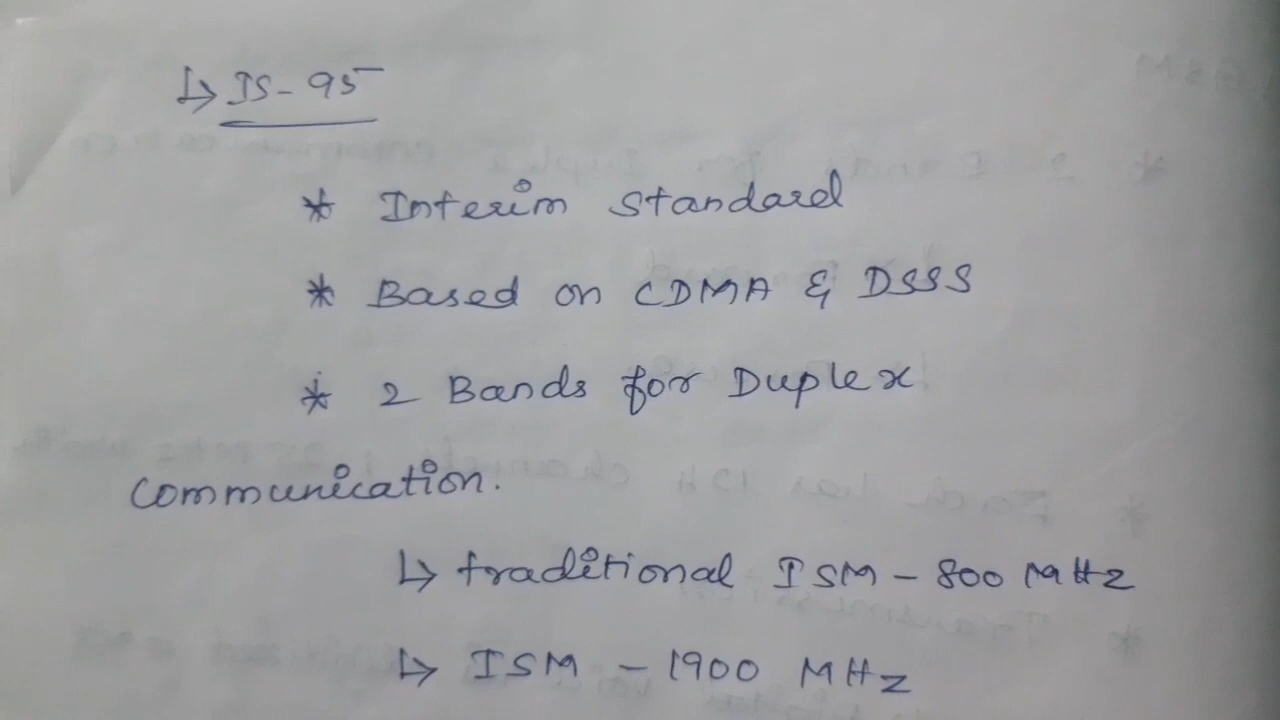 ↳ IS-95
* Interim Standard
* Based on CDMA & DSSS
* 2 Bands for Duplex
Communication.
↳ traditional ISM - 800 MHz
↳ ISM - 1900 MHz